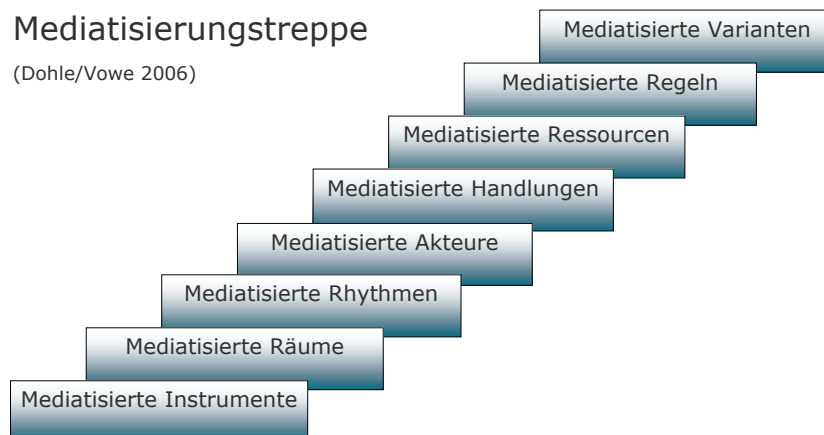 Mediatisierungstreppe
(Dohle/Vowe 2006)
Mediatisierte Varianten
Mediatisierte Regeln
Mediatisierte Ressourcen
Mediatisierte Handlungen
Mediatisierte Akteure
Mediatisierte Rhythmen
Mediatisierte Räume
Mediatisierte Instrumente